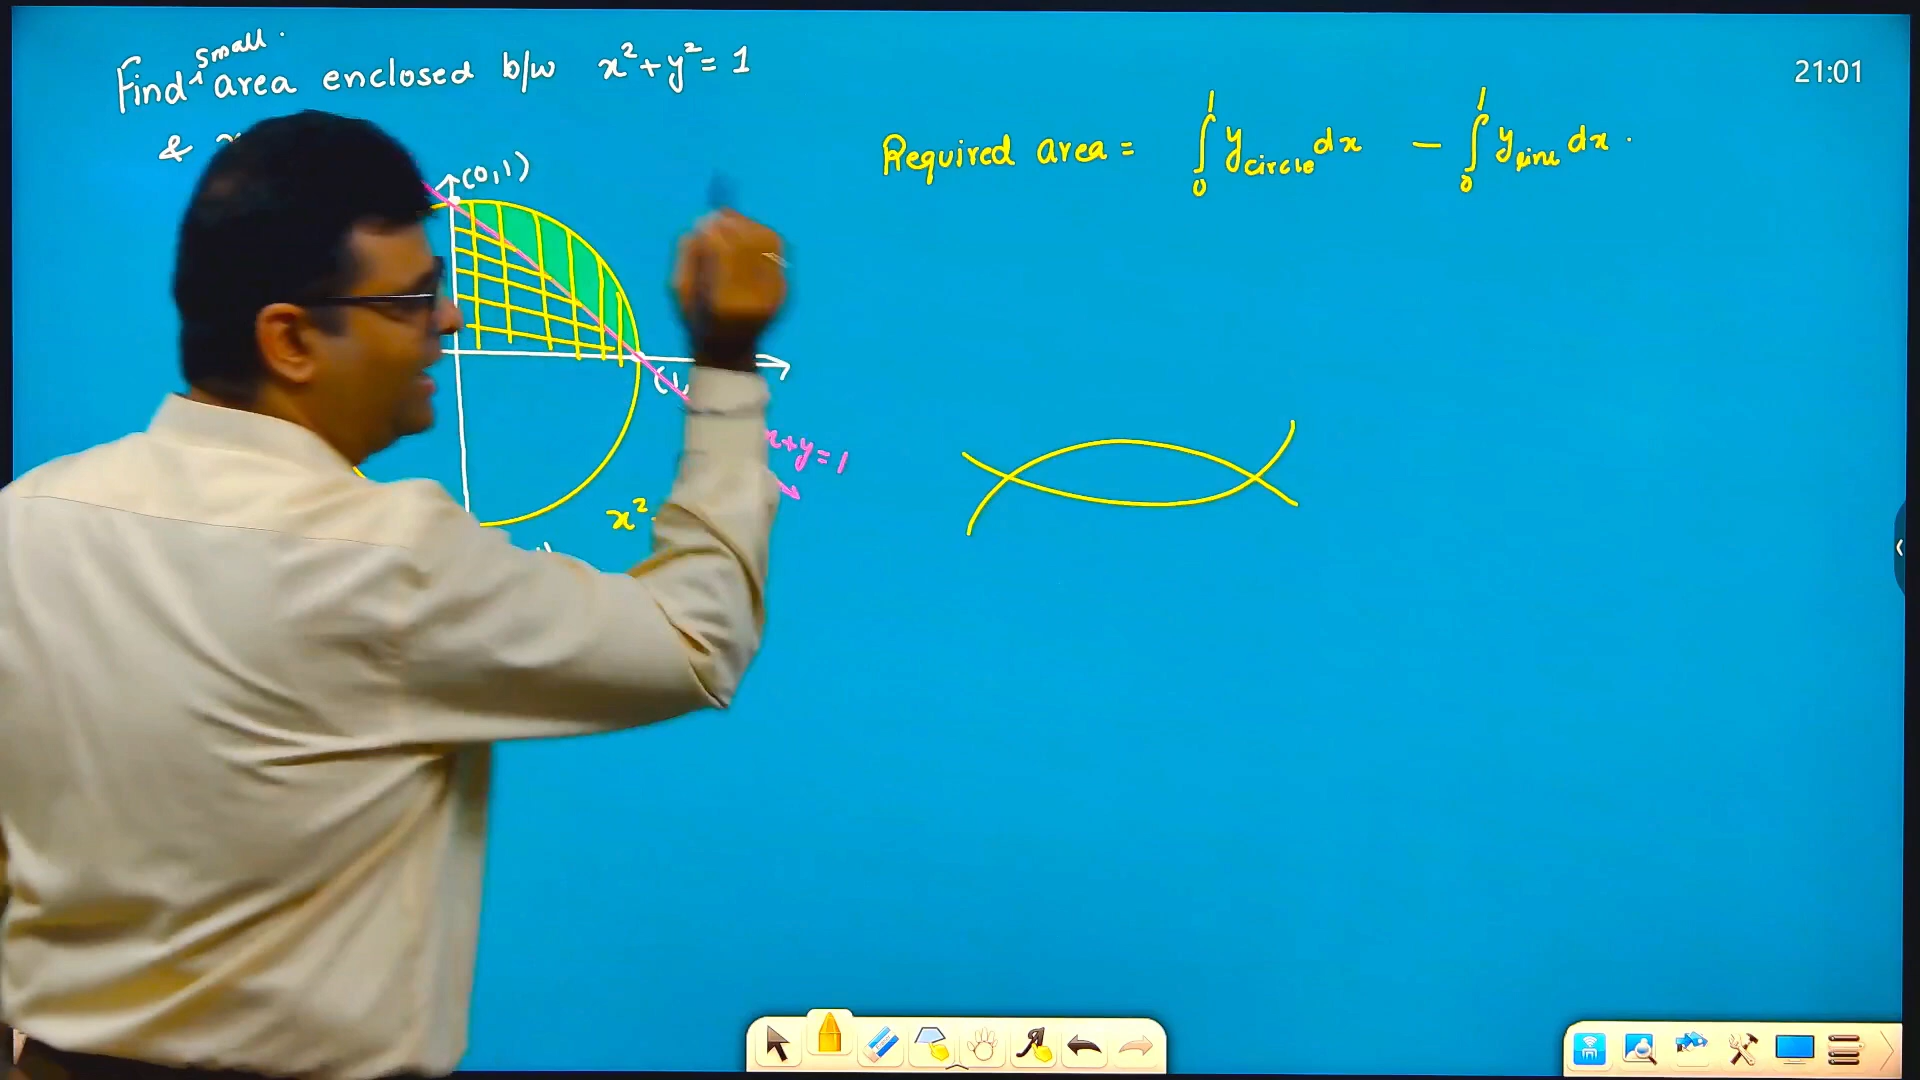 Find small area enclosed b/w x²+y²=1
&
21:01
Required area = ∫₀¹ y_circle dx - ∫₀¹ y_line dx.
(0,1)
(1,
x+y=1
x²